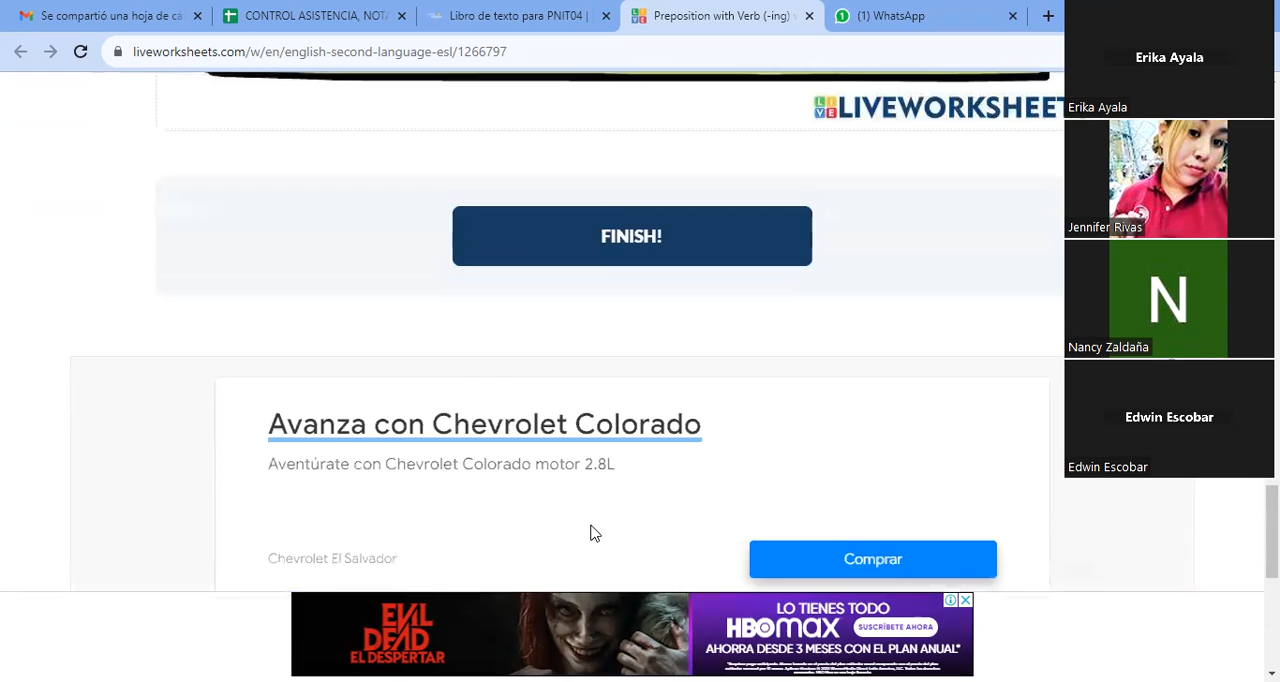 Se compartió una hoja de cá
CONTROL ASISTENCIA, NOTA
Libro de texto para PNIT04 |
Preposition with Verb (-ing) v
(1) WhatsApp
liveworksheets.com/w/en/english-second-language-esl/1266797
LIVEWORKSHEET
FINISH!
Avanza con Chevrolet Colorado
Aventúrate con Chevrolet Colorado motor 2.8L
Chevrolet El Salvador
Comprar
EVIL
DEAD
EL DESPERTAR
LO TIENES TODO
HBOmax
SUSCRÍBETE AHORA
AHORRA DESDE 3 MESES CON EL PLAN ANUAL*
Erika Ayala
Erika Ayala
Jennifer Rivas
N
Nancy Zaldaña
Edwin Escobar
Edwin Escobar